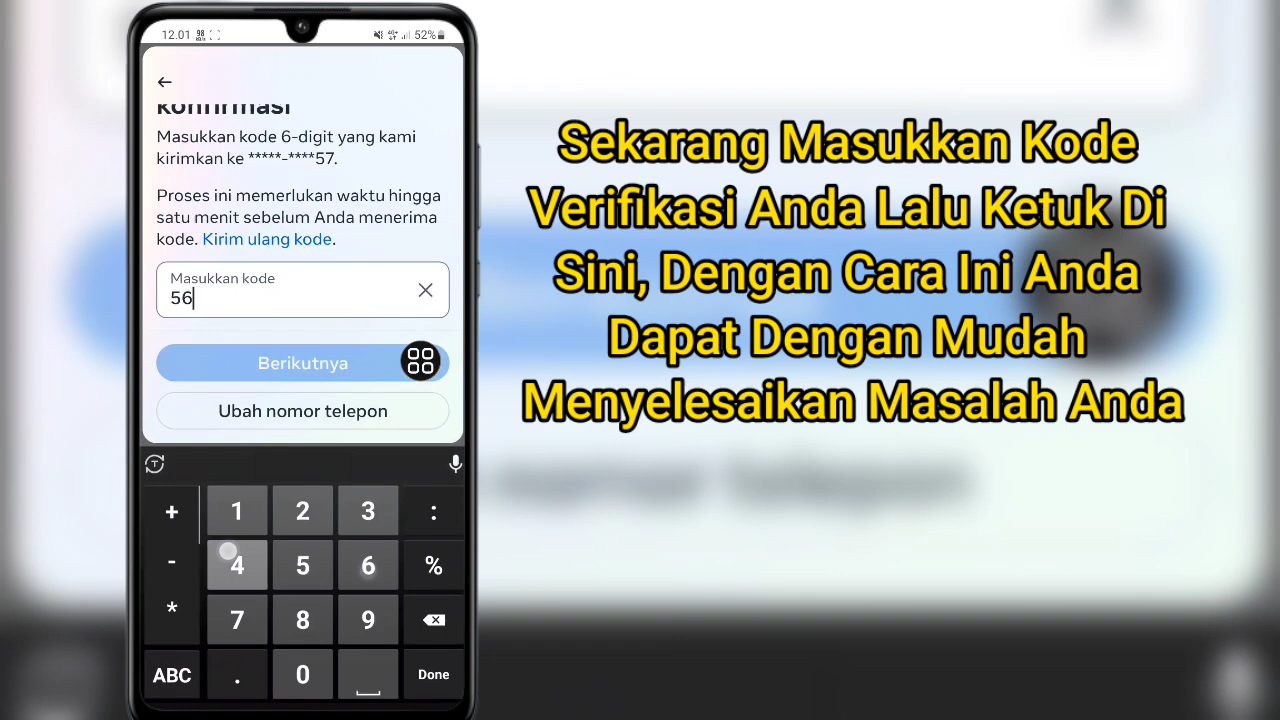 12.01 98 KB/s 4G+ 52%
konfirmasi
Masukkan kode 6-digit yang kami
kirimkan ke *****-****57.
Proses ini memerlukan waktu hingga
satu menit sebelum Anda menerima
kode. Kirim ulang kode.
Masukkan kode
56
Berikutnya
Ubah nomor telepon
T
+ 1 2 3 :
- 4 5 6 %
* 7 8 9
ABC . 0 Done
Sekarang Masukkan Kode
Verifikasi Anda Lalu Ketuk Di
Sini, Dengan Cara Ini Anda
Dapat Dengan Mudah
Menyelesaikan Masalah Anda